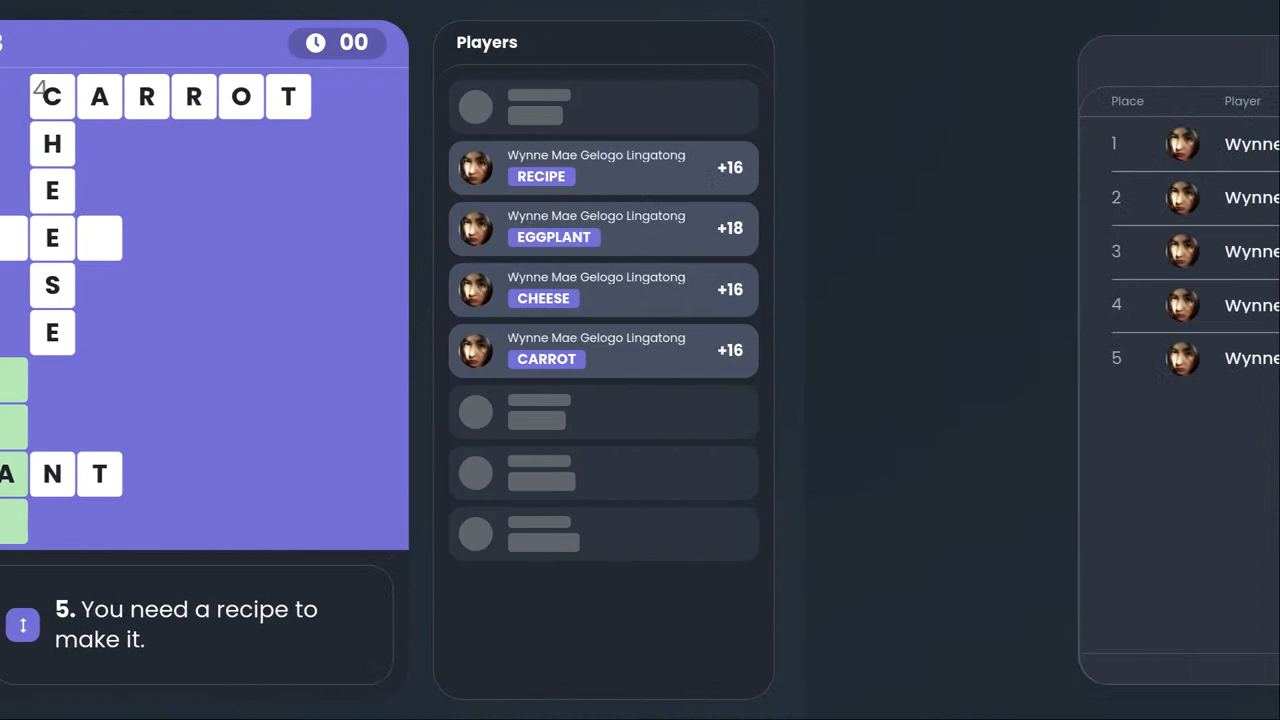 00
4 C A R R O T
H
E
E
S
E
A N T
5. You need a recipe to
make it.
Players
Wynne Mae Gelogo Lingatong
RECIPE
+16
Wynne Mae Gelogo Lingatong
EGGPLANT
+18
Wynne Mae Gelogo Lingatong
CHEESE
+16
Wynne Mae Gelogo Lingatong
CARROT
+16
Place Player
1 Wynne
2 Wynne
3 Wynne
4 Wynne
5 Wynne